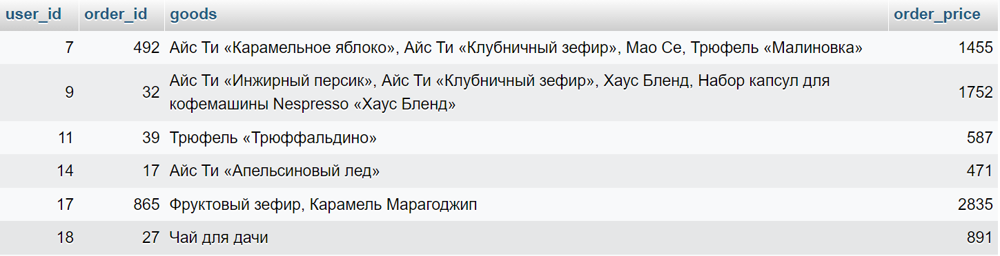 user_id order_id goods order_price
7 492 Айс Ти «Карамельное яблоко», Айс Ти «Клубничный зефир», Мао Се, Трюфель «Малиновка» 1455
9 32 Айс Ти «Инжирный персик», Айс Ти «Клубничный зефир», Хаус Бленд, Набор капсул для 1752
кофемашины Nespresso «Хаус Бленд»
11 39 Трюфель «Трюффальдино» 587
14 17 Айс Ти «Апельсиновый лед» 471
17 865 Фруктовый зефир, Карамель Марагоджип 2835
18 27 Чай для дачи 891